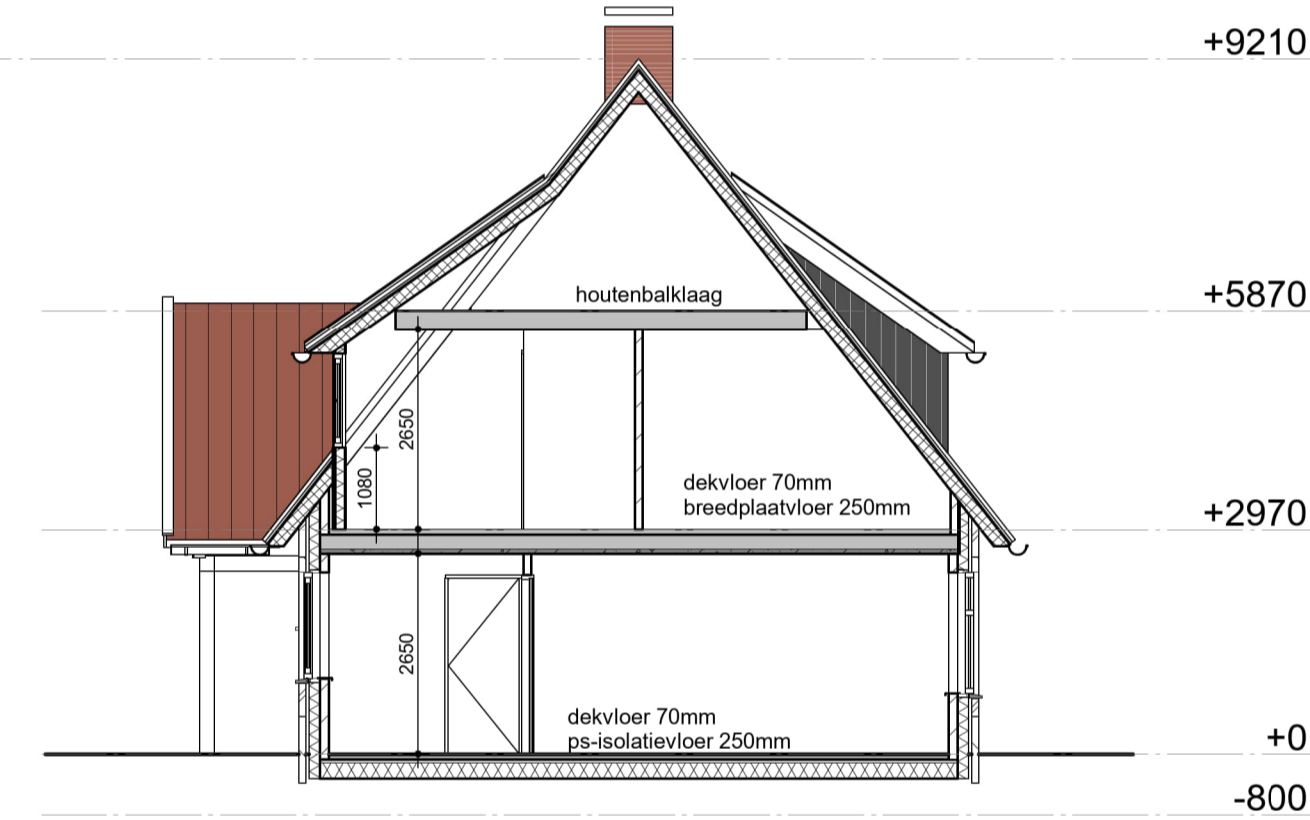 +9210
houtenbalklaag
+5870
2650
1080
dekvloer 70mm
breedplaatvloer 250mm
+2970
2650
dekvloer 70mm
ps-isolatievloer 250mm
+0
-800